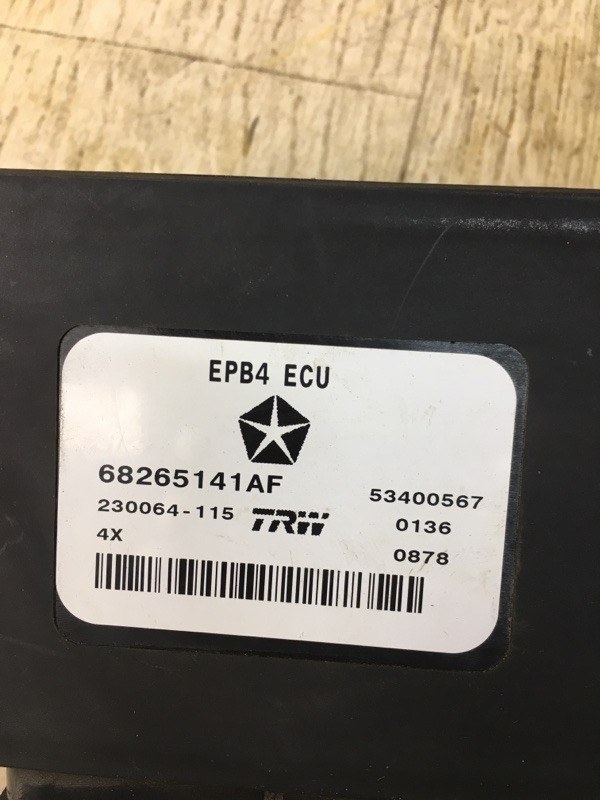 EPB4 ECU
68265141AF
230064-115 TRW
4X
53400567
0136
0878